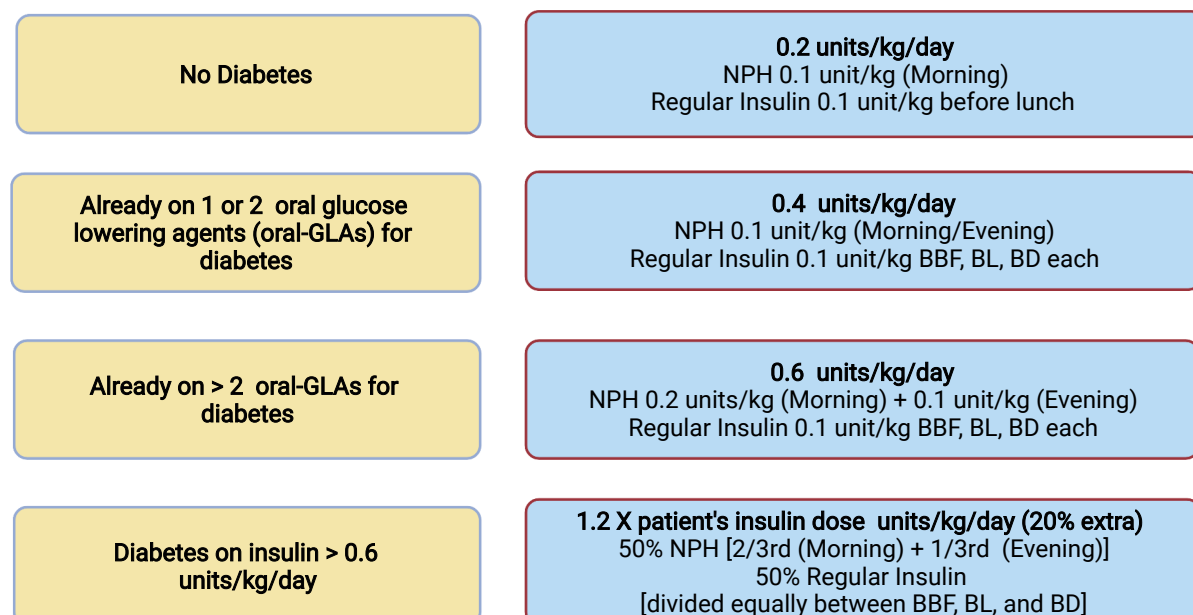 No Diabetes
0.2 units/kg/day
NPH 0.1 unit/kg (Morning)
Regular Insulin 0.1 unit/kg before lunch
Already on 1 or 2 oral glucose
lowering agents (oral-GLAs) for
diabetes
0.4 units/kg/day
NPH 0.1 unit/kg (Morning/Evening)
Regular Insulin 0.1 unit/kg BBF, BL, BD each
Already on > 2 oral-GLAs for
diabetes
0.6 units/kg/day
NPH 0.2 units/kg (Morning) + 0.1 unit/kg (Evening)
Regular Insulin 0.1 unit/kg BBF, BL, BD each
Diabetes on insulin > 0.6
units/kg/day
1.2 X patient's insulin dose units/kg/day (20% extra)
50% NPH [2/3rd (Morning) + 1/3rd (Evening)]
50% Regular Insulin
[divided equally between BBF, BL, and BD]